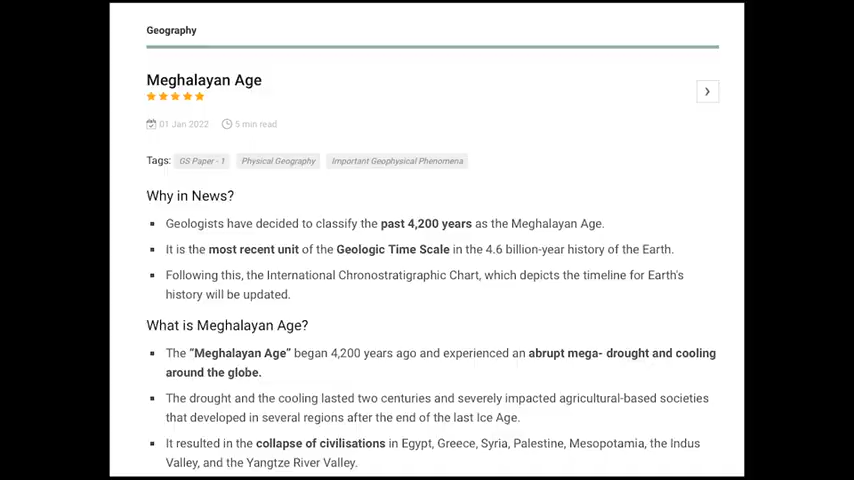 Geography
Meghalayan Age
01 Jan 2022 5 min read
Tags: GS Paper - 1 Physical Geography Important Geophysical Phenomena
Why in News?
▪ Geologists have decided to classify the past 4,200 years as the Meghalayan Age.
▪ It is the most recent unit of the Geologic Time Scale in the 4.6 billion-year history of the Earth.
▪ Following this, the International Chronostratigraphic Chart, which depicts the timeline for Earth's
history will be updated.
What is Meghalayan Age?
▪ The “Meghalayan Age” began 4,200 years ago and experienced an abrupt mega- drought and cooling
around the globe.
▪ The drought and the cooling lasted two centuries and severely impacted agricultural-based societies
that developed in several regions after the end of the last Ice Age.
▪ It resulted in the collapse of civilisations in Egypt, Greece, Syria, Palestine, Mesopotamia, the Indus
Valley, and the Yangtze River Valley.